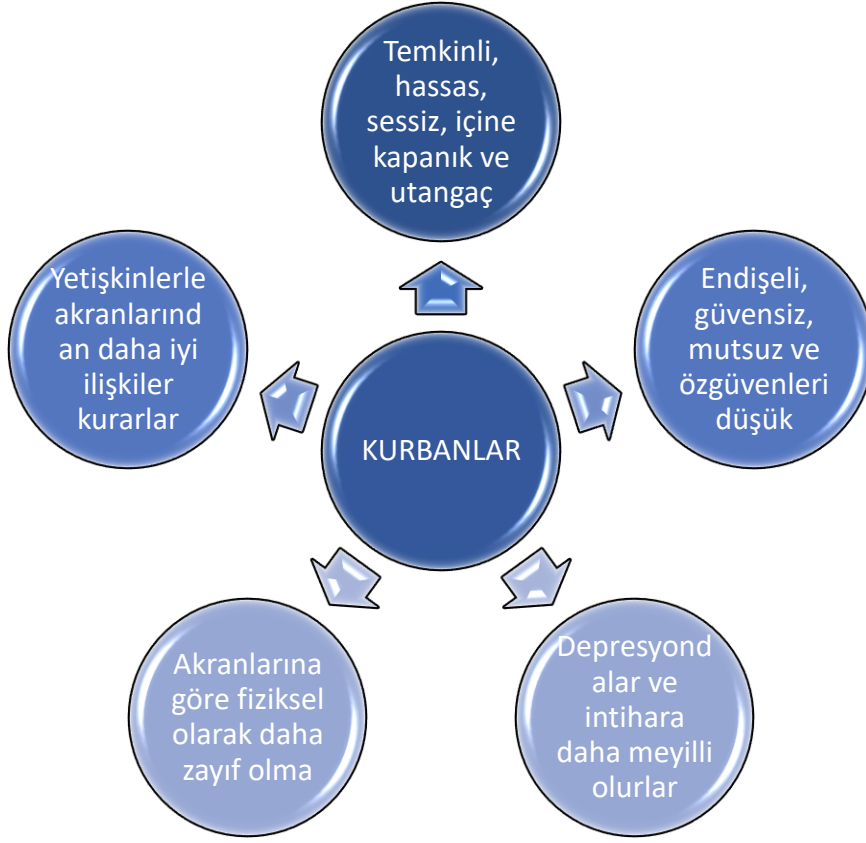 Temkinli,
hassas,
sessiz, içine
kapanık ve
utangaç
Endişeli,
güvensiz,
mutsuz ve
özgüvenleri
düşük
Depresyond
alar ve
intihara
daha meyilli
olurlar
Akranlarına
göre fiziksel
olarak daha
zayıf olma
Yetişkinlerle
akranlarınd
an daha iyi
ilişkiler
kurarlar
KURBANLAR